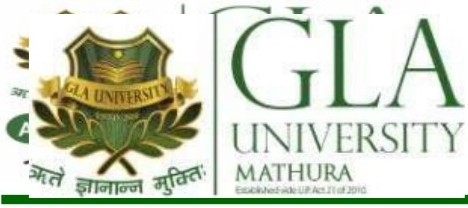 GLA UNIVERSITY
ऋते ज्ञानान्न मुक्तिः
GLA
UNIVERSITY
MATHURA
Established vide U.P. Act 21 of 2010.